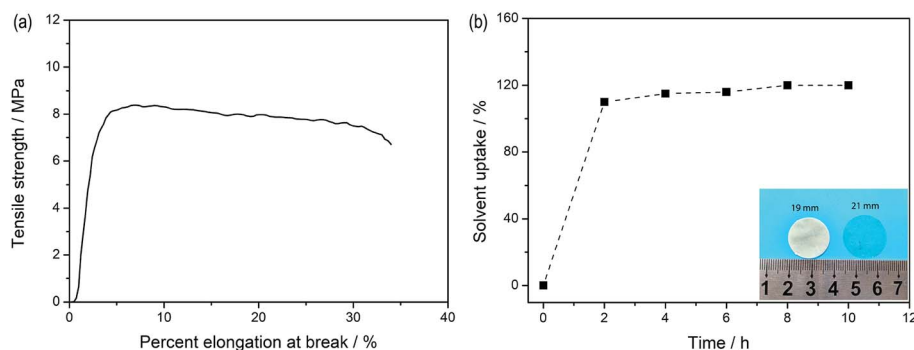 (a)
12
10
8
6
4
2
0
0 10 20 30 40
Tensile strength / MPa
Percent elongation at break / %
(b)
160
120
80
40
0
0 2 4 6 8 10 12
Solvent uptake / %
Time / h
19 mm 21 mm
1 2 3 4 5 6 7